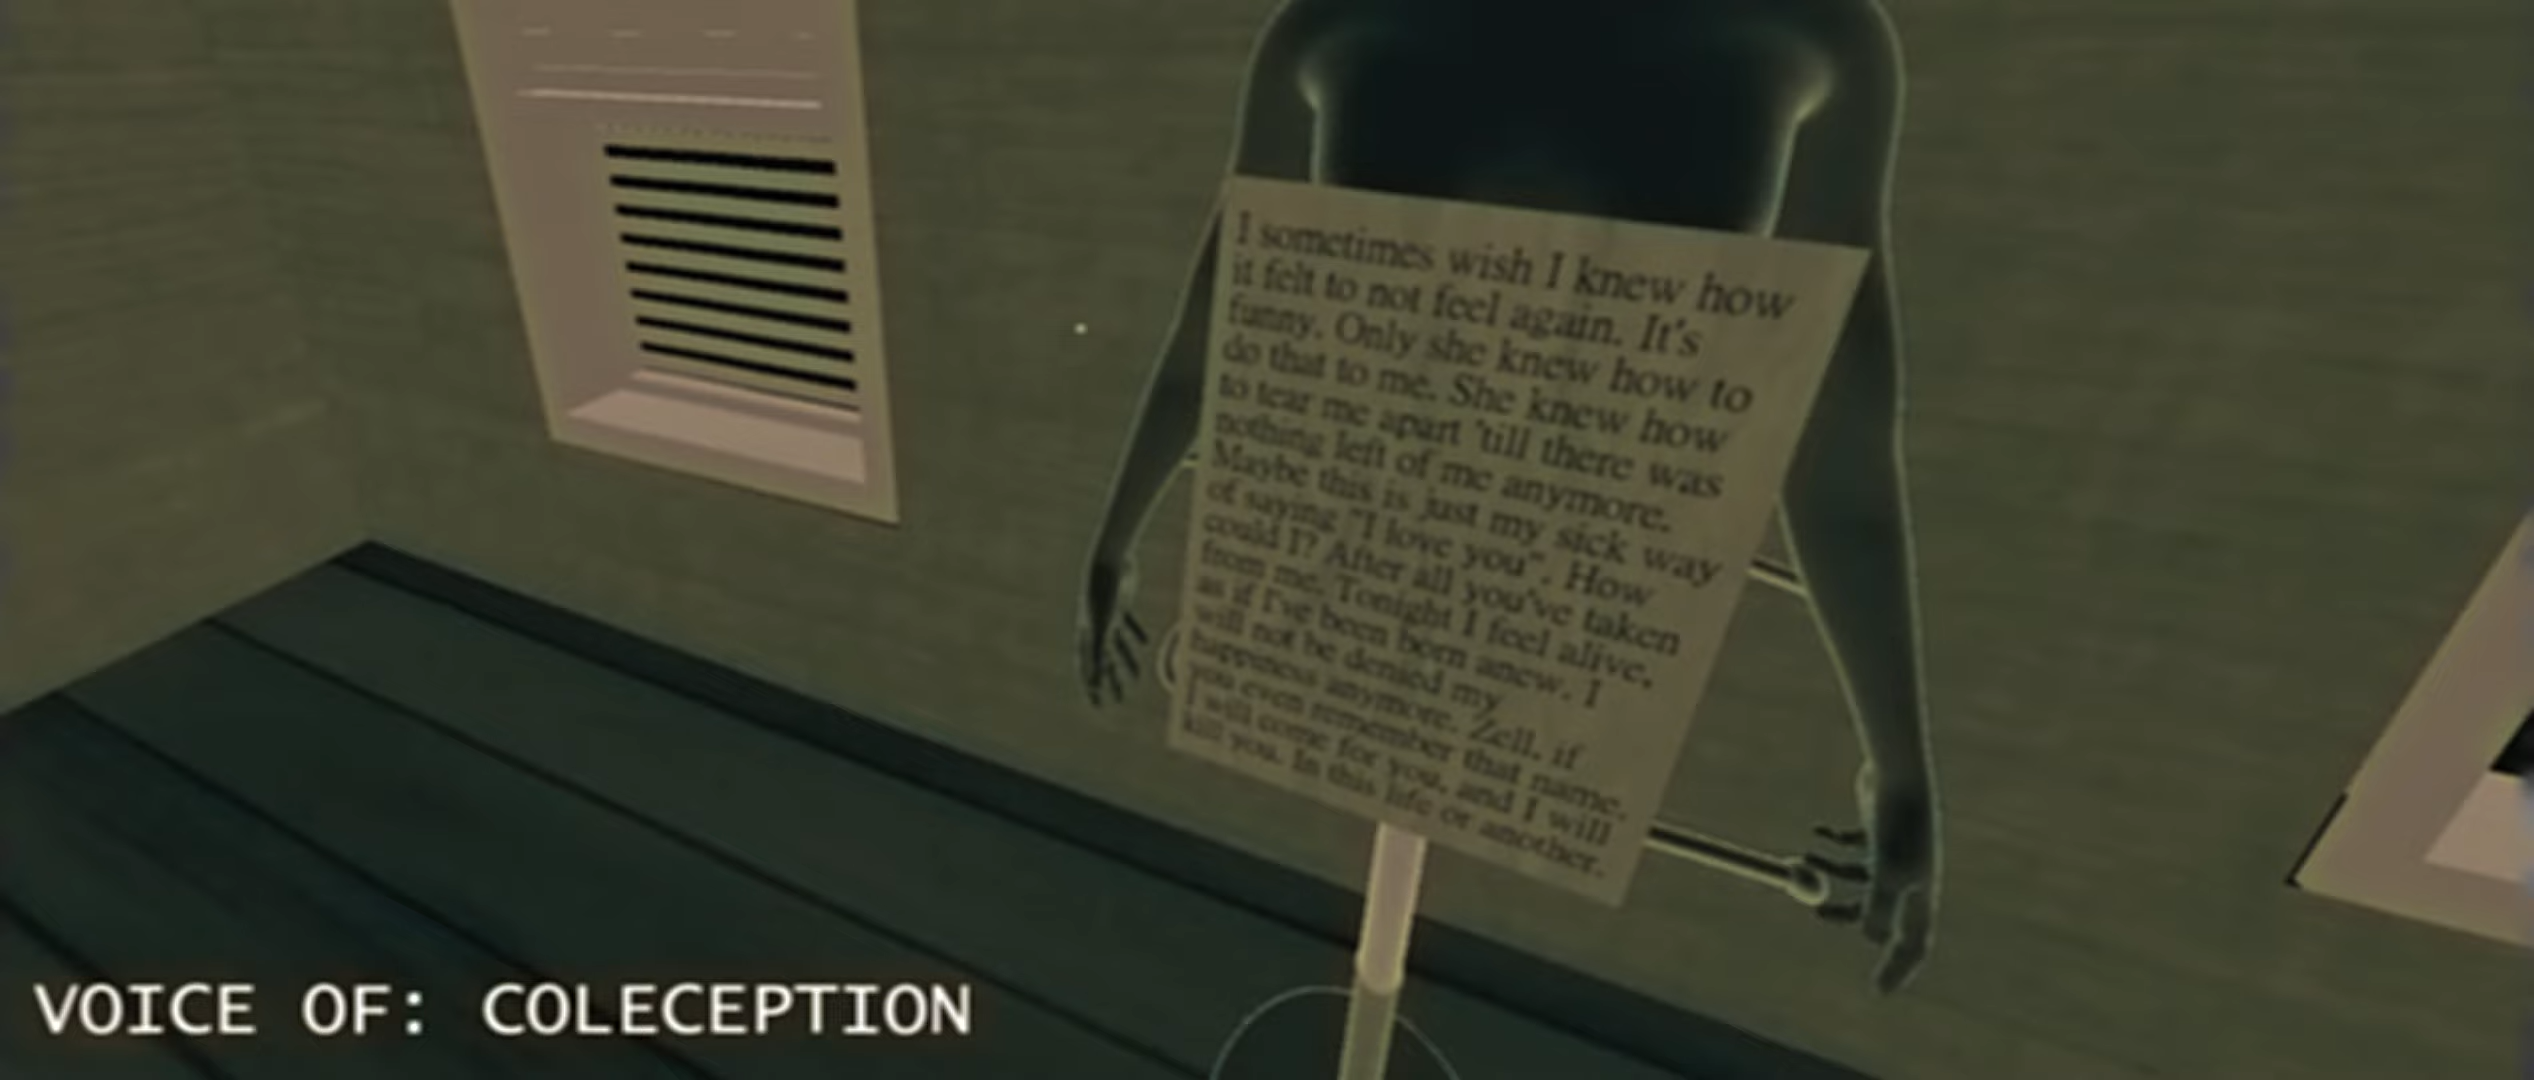 I sometimes wish I knew how
it felt to not feel again. It's
funny. Only she knew how to
do that to me. She knew how
to tear me apart 'till there was
nothing left of me anymore.
Maybe this is just my sick way
of saying "I love you". How
could I? After all you've taken
from me. Tonight I feel alive,
as if I've been born anew. I
will not be denied my
happiness anymore. Zell, if
you even remember that name.
I will come for you, and I will
kill you. In this life or another.
VOICE OF: COLECEPTION